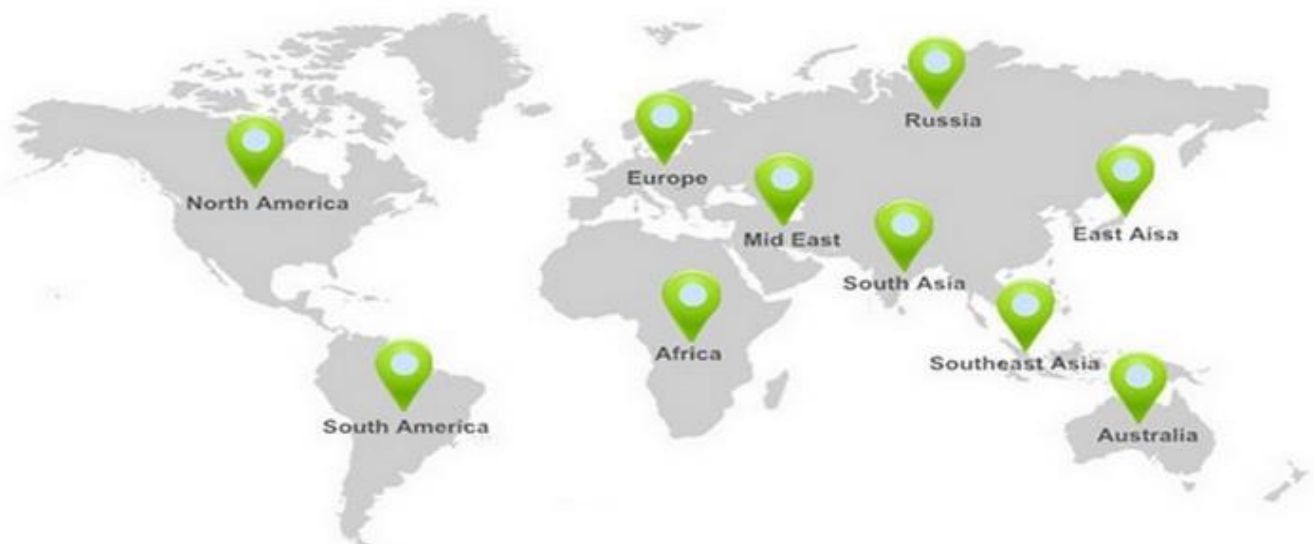 Russia
Europe
North America
East Aisa
Mid East
South Asia
Africa
Southeast Asia
South America
Australia